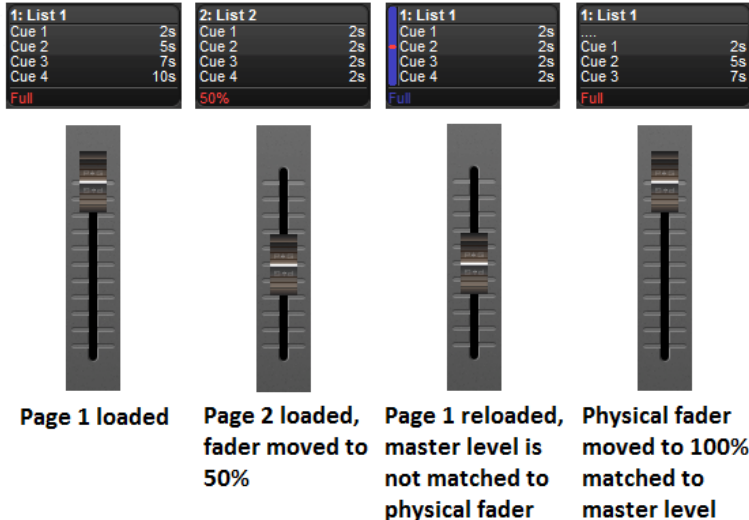 1: List 1
Cue 1 2s
Cue 2 5s
Cue 3 7s
Cue 4 10s
Full
2: List 2
Cue 1 2s
Cue 2 2s
Cue 3 2s
Cue 4 2s
50%
1: List 1
Cue 1 2s
Cue 2 2s
Cue 3 2s
Cue 4 2s
Full
1: List 1
....
Cue 1 2s
Cue 2 5s
Cue 3 7s
Full
Page 1 loaded
Page 2 loaded,
fader moved to
50%
Page 1 reloaded,
master level is
not matched to
physical fader
Physical fader
moved to 100%
matched to
master level